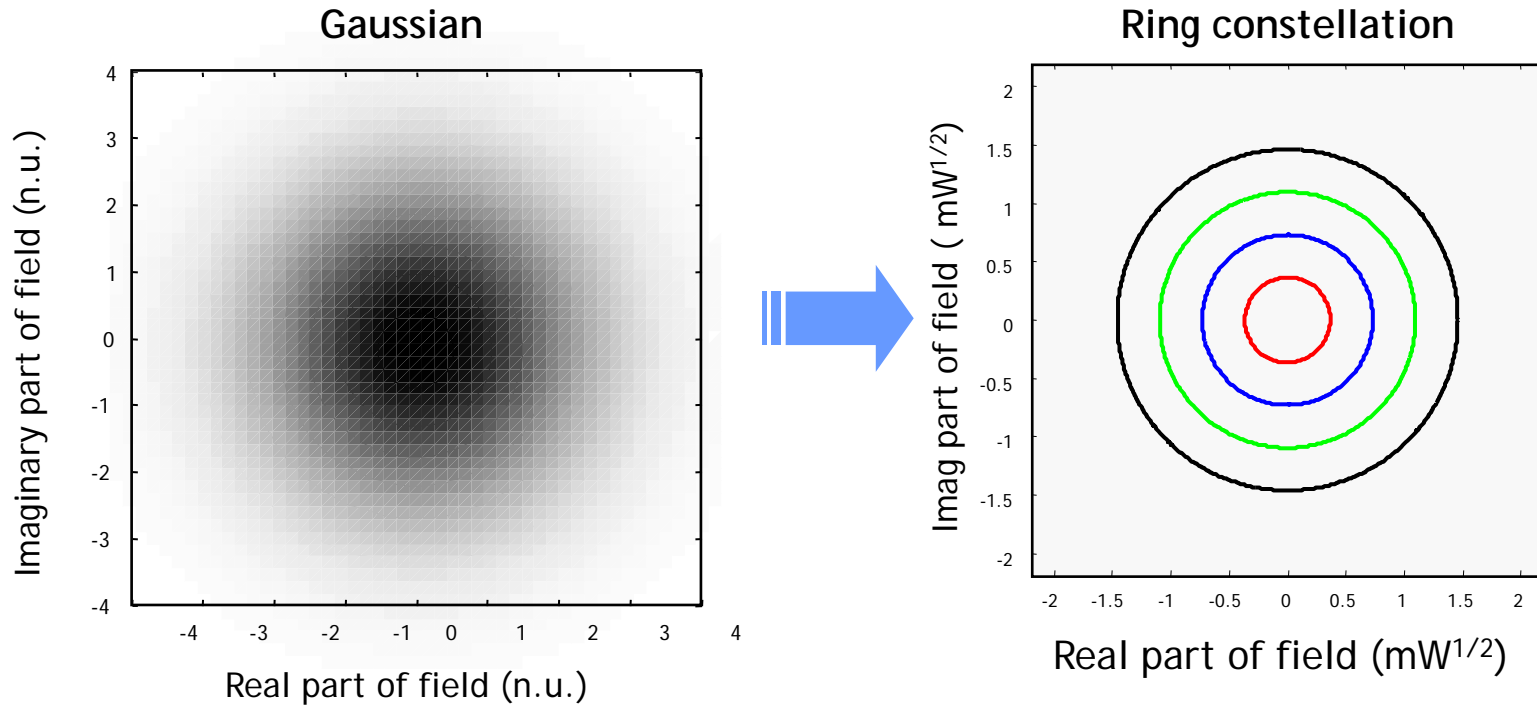 Gaussian
Imaginary part of field (n.u.)
4
3
2
1
0
-1
-2
-3
-4
-4 -3 -2 -1 0 1 2 3 4
Real part of field (n.u.)
Ring constellation
Imag part of field ( mW1/2)
2
1.5
1
0.5
0
-0.5
-1
-1.5
-2
-2 -1.5 -1 -0.5 0 0.5 1 1.5 2
Real part of field (mW1/2)